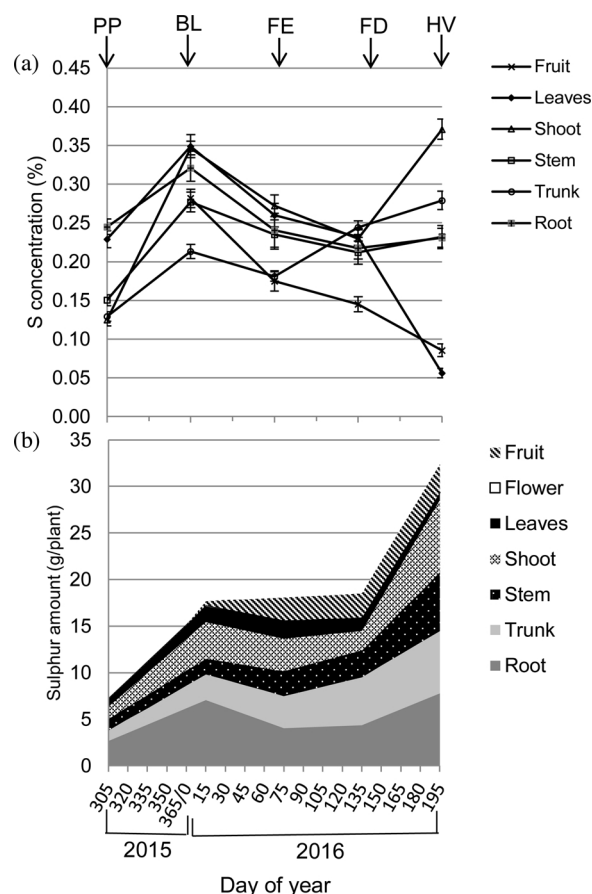 PP BL FE FD HV
(a)
0.45
0.40
0.35
0.30
0.25
0.20
0.15
0.10
0.05
0.00
S concentration (%)
Fruit
Leaves
Shoot
Stem
Trunk
Root
(b)
35
30
25
20
15
10
5
0
Sulphur amount (g/plant)
Fruit
Flower
Leaves
Shoot
Stem
Trunk
Root
305 320 335 350 365/0 15 30 45 60 75 90 105 120 135 150 165 180 195
2015 2016
Day of year